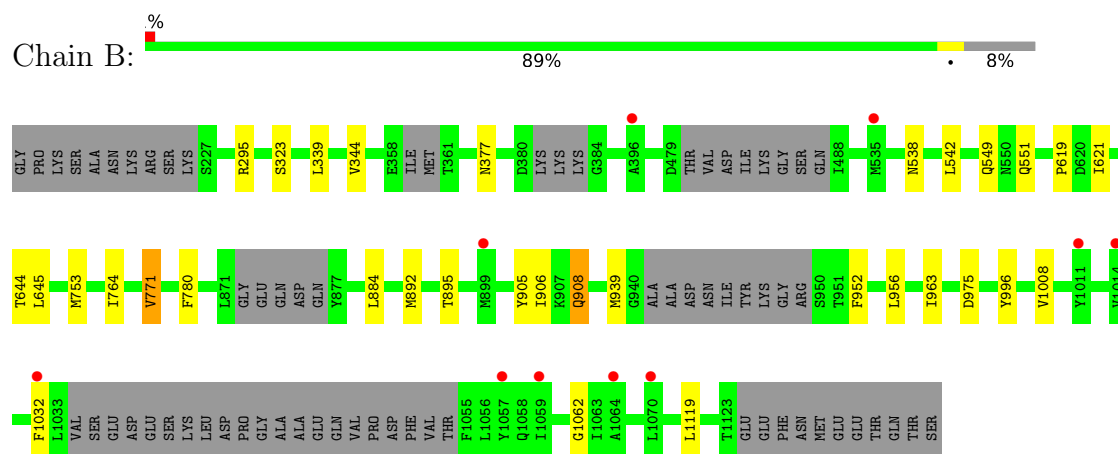 .%
Chain B:
89% . 8%
GLY PRO LYS SER ALA ASN LYS ARG SER LYS S227 R295 S323 L339 V344 E358 ILE MET T361 N377 D380 LYS LYS LYS G384 A396 D479 THR VAL ASP ILE LYS GLY SER GLN I488 M535 N538 L542 Q549 N550 Q551 P619 D620 I621
T644 L645 M753 I764 V771 F780 L871 GLY GLU GLN ASP GLN Y877 L884 M892 T895 M899 Y905 I906 K907 Q908 M939 G940 ALA ALA ASP ASN ILE TYR LYS GLY ARG S950 T951 F952 L956 I963 D975 Y996 V1008 Y1011
F1032 L1033 VAL SER GLU ASP GLU SER LYS LEU ASP PRO GLY ALA ALA GLU GLN VAL PRO ASP PHE VAL THR F1055 L1056 Y1057 Q1058 I1059 G1062 I1063 A1064 L1070 L1119 T1123 GLU GLU PHE ASN MET GLU GLU THR GLN THR SER